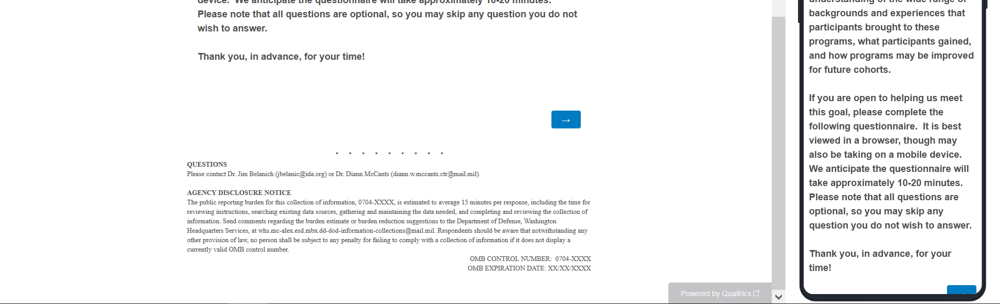 device.  We anticipate the questionnaire will take approximately 10-20 minutes.
Please note that all questions are optional, so you may skip any question you do not
wish to answer.
Thank you, in advance, for your time!
→
* * * * * * * * *
QUESTIONS
Please contact Dr. Jim Belanich (jbelanic@ida.org) or Dr. Diann McCants (diann.w.mccants.ctr@mail.mil).
AGENCY DISCLOSURE NOTICE
The public reporting burden for this collection of information, 0704-XXXX, is estimated to average 15 minutes per response, including the time for
reviewing instructions, searching existing data sources, gathering and maintaining the data needed, and completing and reviewing the collection of
information. Send comments regarding the burden estimate or burden reduction suggestions to the Department of Defense, Washington
Headquarters Services, at whs.mc-alex.esd.mbx.dd-dod-information-collections@mail.mil. Respondents should be aware that notwithstanding any
other provision of law, no person shall be subject to any penalty for failing to comply with a collection of information if it does not display a
currently valid OMB control number.
OMB CONTROL NUMBER:  0704-XXXX
OMB EXPIRATION DATE: XX/XX/XXXX
Powered by Qualtrics
understanding of the wide range of
backgrounds and experiences that
participants brought to these
programs, what participants gained,
and how programs may be improved
for future cohorts.
If you are open to helping us meet
this goal, please complete the
following questionnaire.  It is best
viewed in a browser, though may
also be taking on a mobile device.
We anticipate the questionnaire will
take approximately 10-20 minutes.
Please note that all questions are
optional, so you may skip any
question you do not wish to answer.
Thank you, in advance, for your
time!